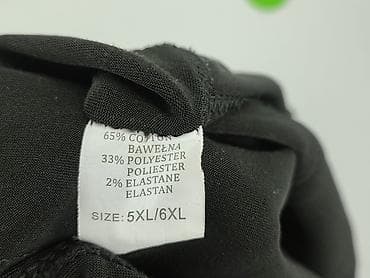 65% COTTON
BAWEŁNA
33% POLYESTER
POLIESTER
2% ELASTANE
ELASTAN
SIZE: 5XL/6XL